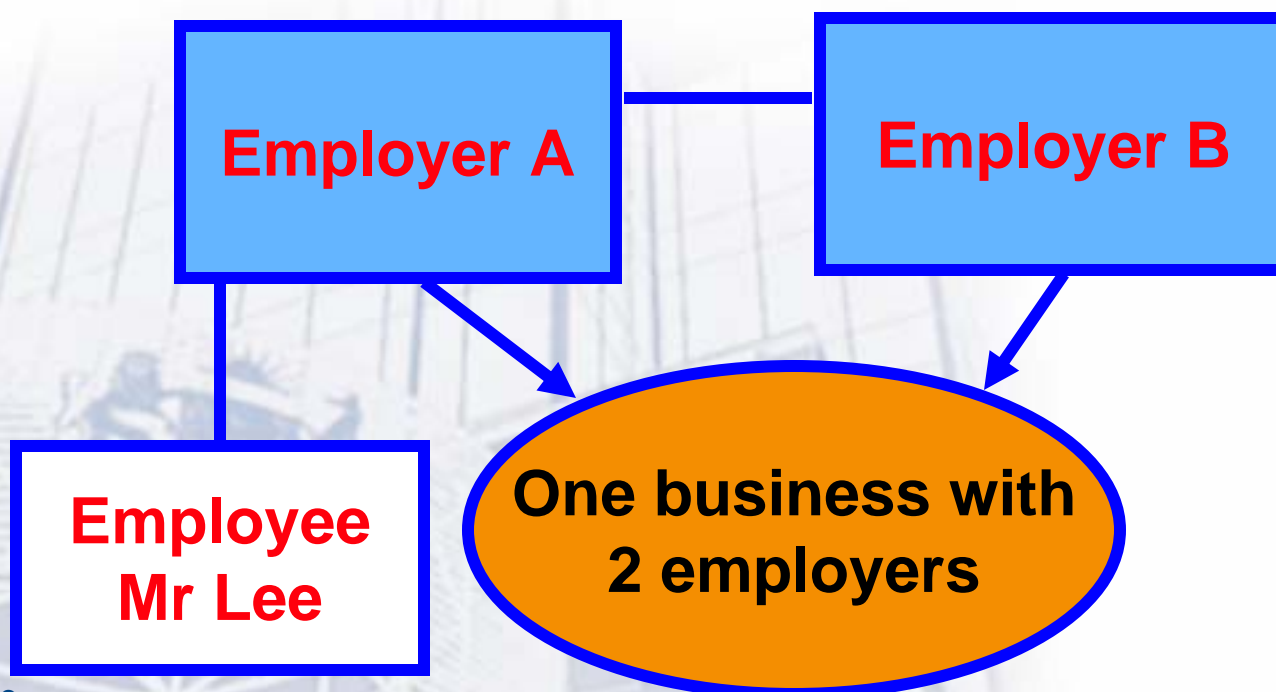 Employer A
Employer B
Employee
Mr Lee
One business with
2 employers